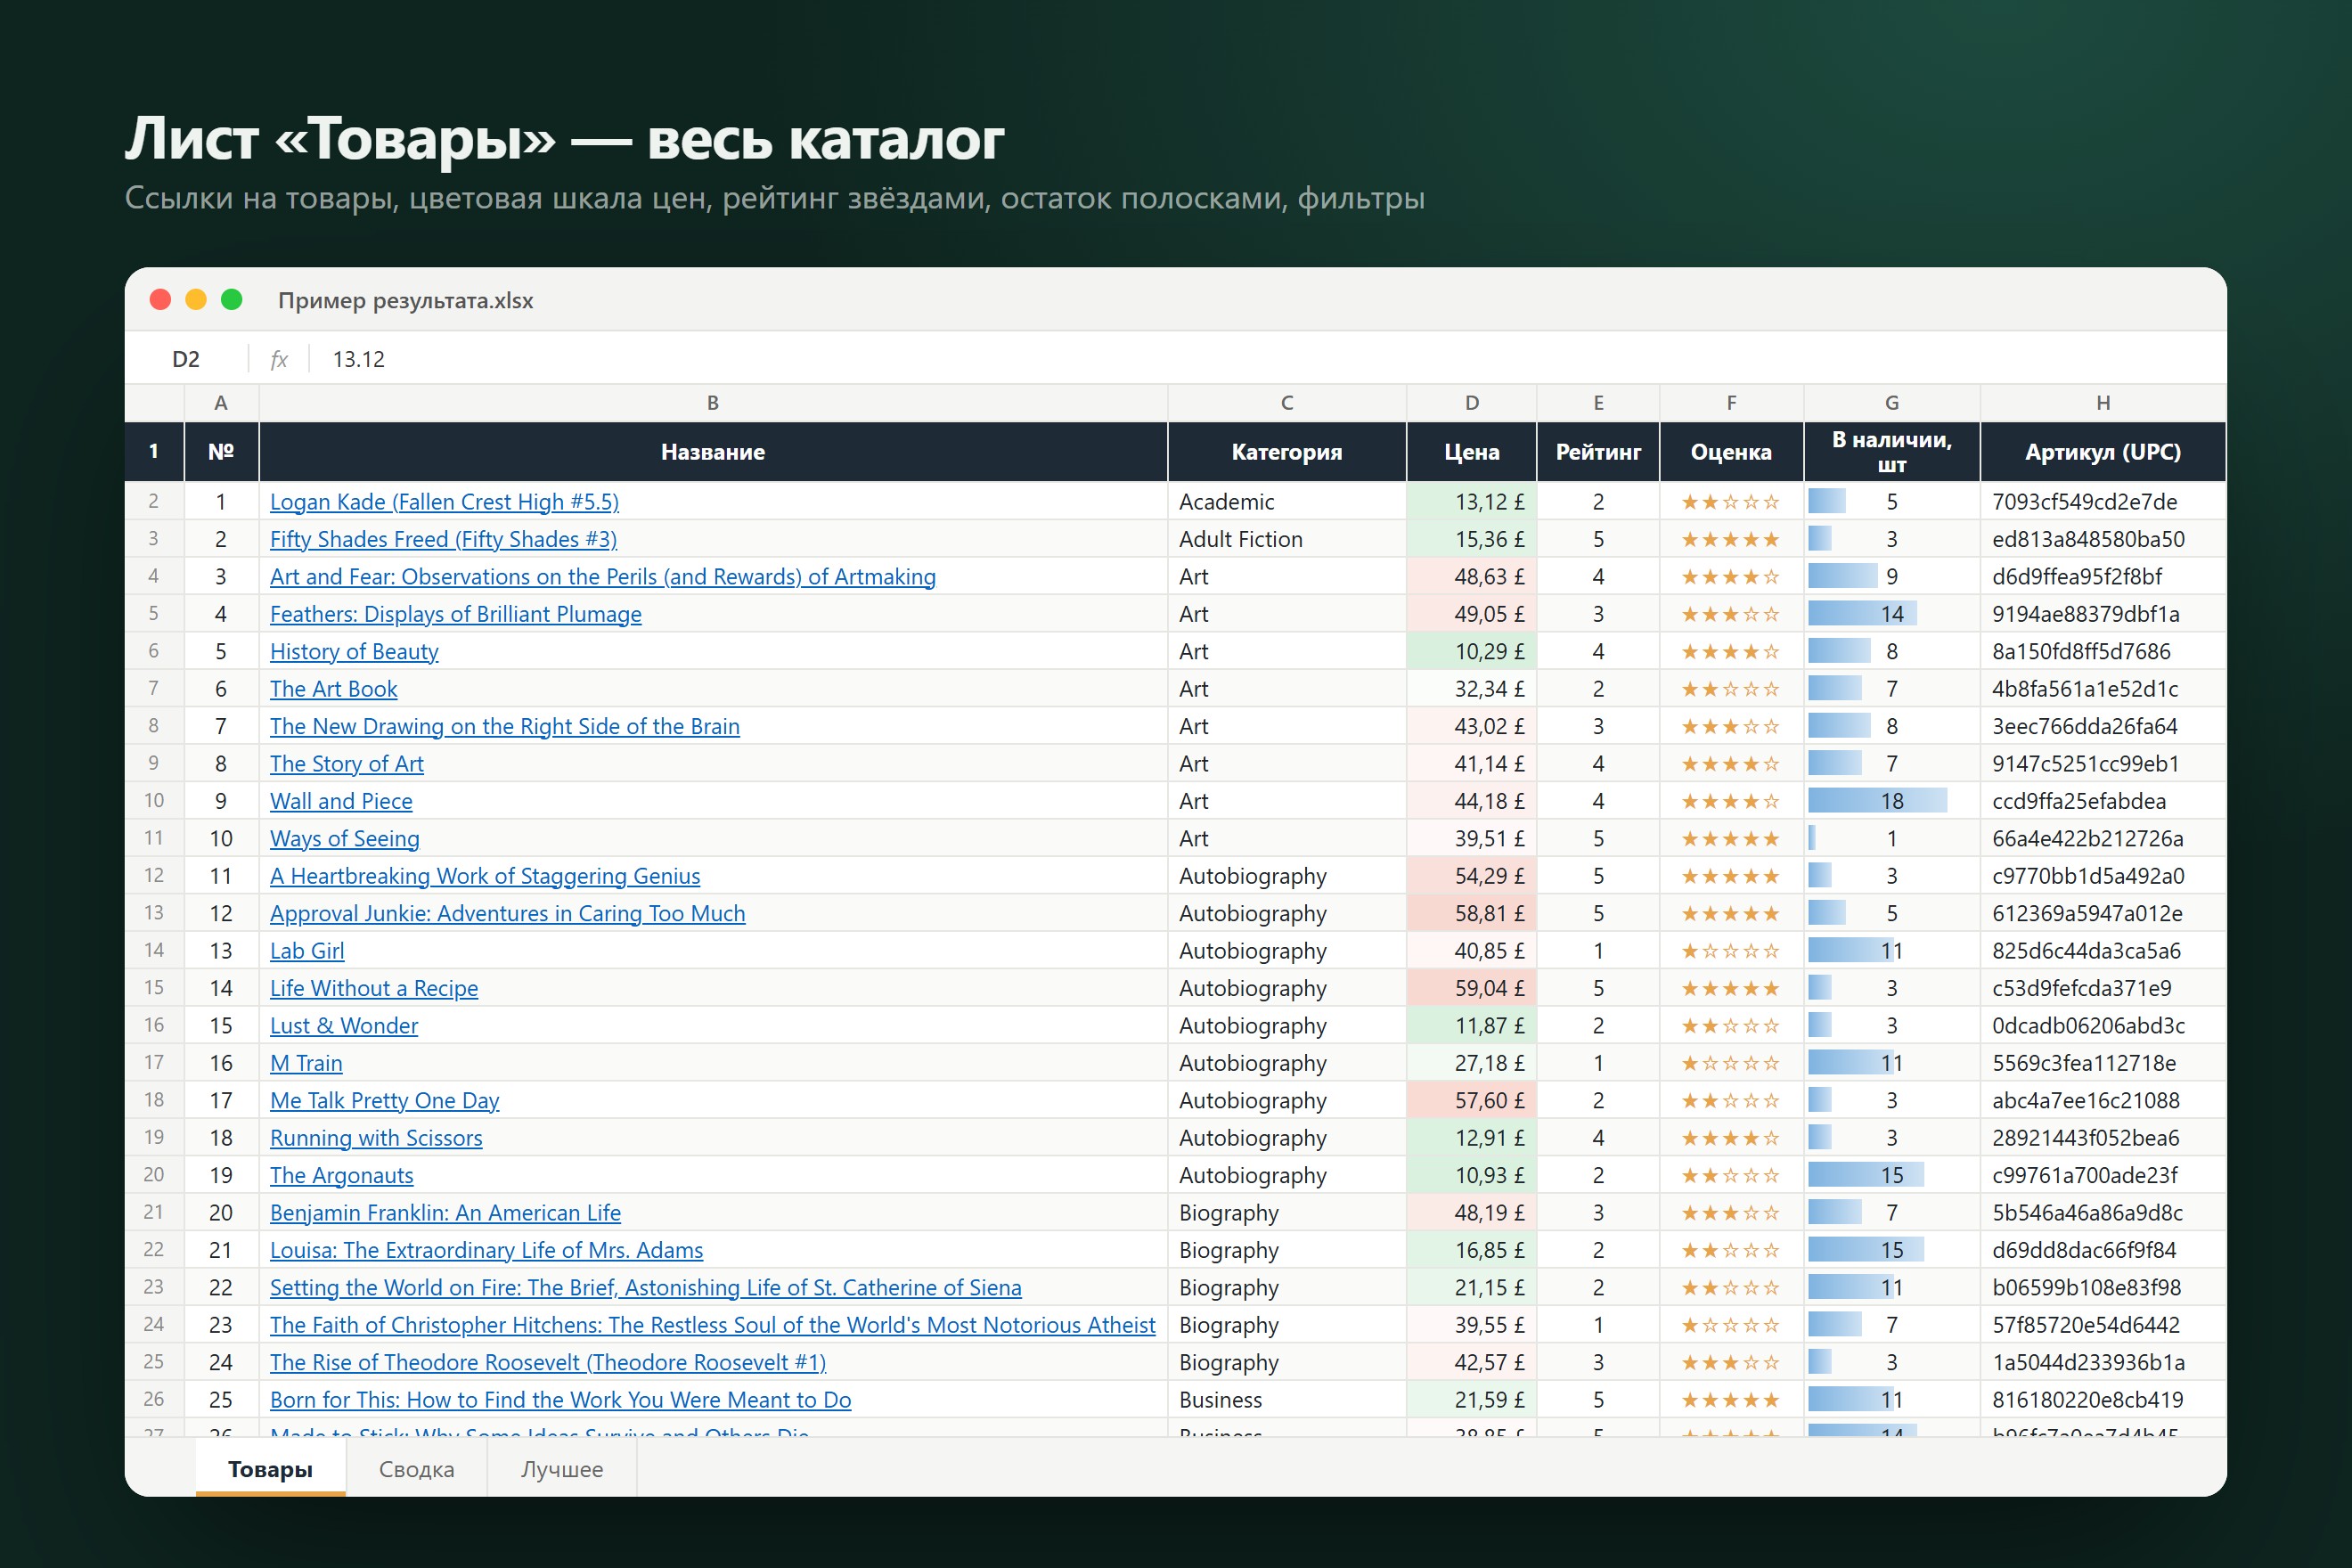 Лист «Товары» — весь каталог
Ссылки на товары, цветовая шкала цен, рейтинг звёздами, остаток полосками, фильтры
Пример результата.xlsx
D2 fx 13.12
A B C D E F G H
1 № Название Категория Цена Рейтинг Оценка В наличии, шт Артикул (UPC)
2 1 Logan Kade (Fallen Crest High #5.5) Academic 13,12 £ 2 ★★☆☆☆ 5 7093cf549cd2e7de
3 2 Fifty Shades Freed (Fifty Shades #3) Adult Fiction 15,36 £ 5 ★★★★★ 3 ed813a848580ba50
4 3 Art and Fear: Observations on the Perils (and Rewards) of Artmaking Art 48,63 £ 4 ★★★★☆ 9 d6d9ffea95f2f8bf
5 4 Feathers: Displays of Brilliant Plumage Art 49,05 £ 3 ★★★☆☆ 14 9194ae88379dbf1a
6 5 History of Beauty Art 10,29 £ 4 ★★★★☆ 8 8a150fd8ff5d7686
7 6 The Art Book Art 32,34 £ 2 ★★☆☆☆ 7 4b8fa561a1e52d1c
8 7 The New Drawing on the Right Side of the Brain Art 43,02 £ 3 ★★★☆☆ 8 3eec766dda26fa64
9 8 The Story of Art Art 41,14 £ 4 ★★★★☆ 7 9147c5251cc99eb1
10 9 Wall and Piece Art 44,18 £ 4 ★★★★☆ 18 ccd9ffa25efabdea
11 10 Ways of Seeing Art 39,51 £ 5 ★★★★★ 1 66a4e422b212726a
12 11 A Heartbreaking Work of Staggering Genius Autobiography 54,29 £ 5 ★★★★★ 3 c9770bb1d5a492a0
13 12 Approval Junkie: Adventures in Caring Too Much Autobiography 58,81 £ 5 ★★★★★ 5 612369a5947a012e
14 13 Lab Girl Autobiography 40,85 £ 1 ★☆☆☆☆ 11 825d6c44da3ca5a6
15 14 Life Without a Recipe Autobiography 59,04 £ 5 ★★★★★ 3 c53d9fefcda371e9
16 15 Lust & Wonder Autobiography 11,87 £ 2 ★★☆☆☆ 3 0dcadb06206abd3c
17 16 M Train Autobiography 27,18 £ 1 ★☆☆☆☆ 11 5569c3fea112718e
18 17 Me Talk Pretty One Day Autobiography 57,60 £ 2 ★★☆☆☆ 3 abc4a7ee16c21088
19 18 Running with Scissors Autobiography 12,91 £ 4 ★★★★☆ 3 28921443f052bea6
20 19 The Argonauts Autobiography 10,93 £ 2 ★★☆☆☆ 15 c99761a700ade23f
21 20 Benjamin Franklin: An American Life Biography 48,19 £ 3 ★★★☆☆ 7 5b546a46a86a9d8c
22 21 Louisa: The Extraordinary Life of Mrs. Adams Biography 16,85 £ 2 ★★☆☆☆ 15 d69dd8dac66f9f84
23 22 Setting the World on Fire: The Brief, Astonishing Life of St. Catherine of Siena Biography 21,15 £ 2 ★★☆☆☆ 11 b06599b108e83f98
24 23 The Faith of Christopher Hitchens: The Restless Soul of the World's Most Notorious Atheist Biography 39,55 £ 1 ★☆☆☆☆ 7 57f85720e54d6442
25 24 The Rise of Theodore Roosevelt (Theodore Roosevelt #1) Biography 42,57 £ 3 ★★★☆☆ 3 1a5044d233936b1a
26 25 Born for This: How to Find the Work You Were Meant to Do Business 21,59 £ 5 ★★★★★ 11 816180220e8cb419
27 26 Made to Stick: Why Some Ideas Survive and Others Die Business 38,85 £ 5 ★★★★★ 14
Товары Сводка Лучшее